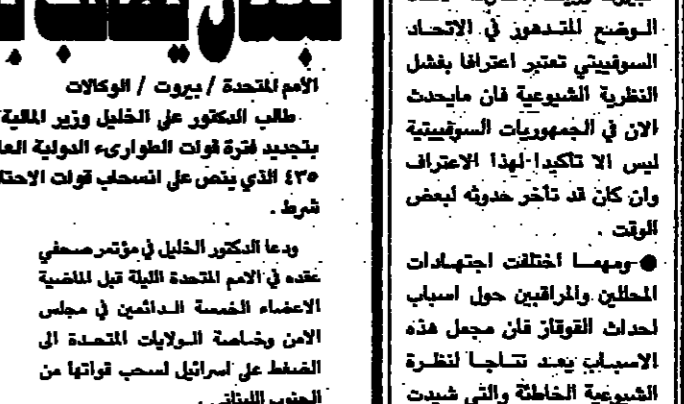 الوضع المتدهور في الاتحاد
السوفييتي تعتبر اعترافا بفشل
النظرية الشيوعية فان مايحدث
الان في الجمهوريات السوفييتية
ليس الا تأكيدا لهذا الاعتراف
وان كان قد تأخر حدوثه لبعض
الوقت .
●ومهما اختلفت اجتهادات
المحللين والمراقبين حول اسباب
احداث القوقاز فان مجمل هذه
الاسباب يعد نتاجا لنظرة
الشيوعية الخاطئة والتي شيدت
الأمم المتحدة / بيروت / الوكالات
طالب الدكتور علي الخليل وزير المالية
بتجديد فترة قوات الطوارىء الدولية
٤٣٥ الذي ينص على انسحاب قوات
شرط .
ودعا الدكتور الخليل في مؤتمر صحفي
عقده في الامم المتحدة الليلة قبل الماضية
الاعضاء الخمسة الدائمين في مجلس
الامن وخاصة الولايات المتحدة الى
الضغط على اسرائيل لسحب قواتها من
الجنوب اللبناني .